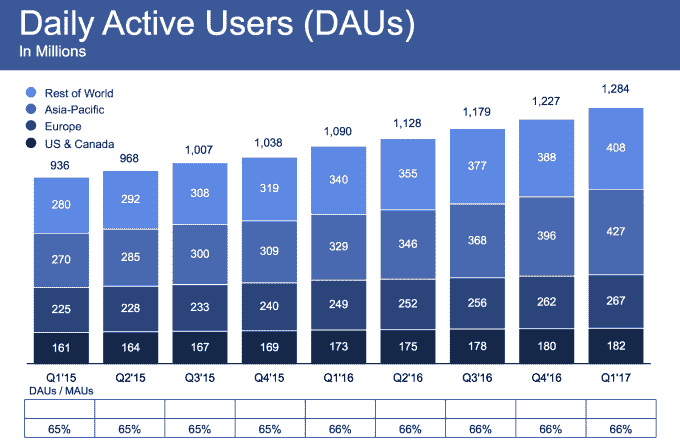 Daily Active Users (DAUs)
In Millions
Rest of World
Asia-Pacific
Europe
US & Canada
936 968 1,007 1,038 1,090 1,128 1,179 1,227 1,284
280 292 308 319 340 355 377 388 408
270 285 300 309 329 346 368 396 427
225 228 233 240 249 252 256 262 267
161 164 167 169 173 175 178 180 182
Q1'15 Q2'15 Q3'15 Q4'15 Q1'16 Q2'16 Q3'16 Q4'16 Q1'17
DAUs / MAUs
65% 65% 65% 65% 66% 66% 66% 66% 66%